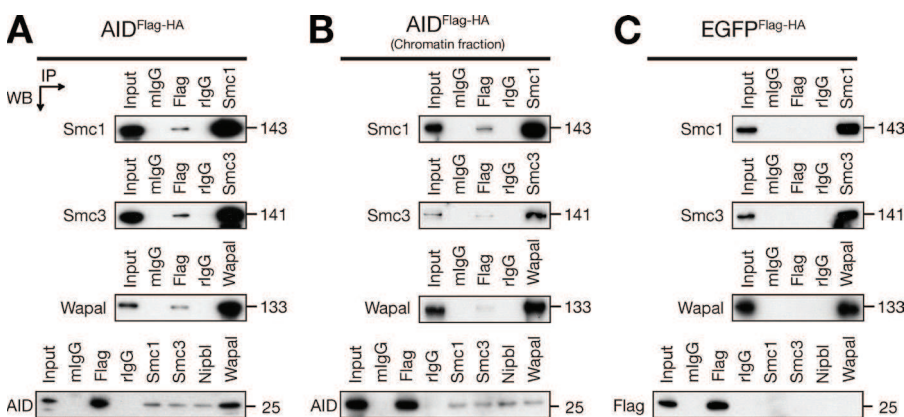 A AID Flag-HA
B AID Flag-HA
(Chromatin fraction)
C EGFP Flag-HA
IP
WB
Input mIgG Flag rIgG Smc1
Smc1 143
Input mIgG Flag rIgG Smc3
Smc3 141
Input mIgG Flag rIgG Wapal
Wapal 133
Input mIgG Flag rIgG Smc1 Smc3 Nipbl Wapal
AID 25
Input mIgG Flag rIgG Smc1
Smc1 143
Input mIgG Flag rIgG Smc3
Smc3 141
Input mIgG Flag rIgG Wapal
Wapal 133
Input mIgG Flag rIgG Smc1 Smc3 Nipbl Wapal
AID 25
Input mIgG Flag rIgG Smc1
Smc1 143
Input mIgG Flag rIgG Smc3
Smc3 141
Input mIgG Flag rIgG Wapal
Wapal 133
Input mIgG Flag rIgG Smc1 Smc3 Nipbl Wapal
Flag 25